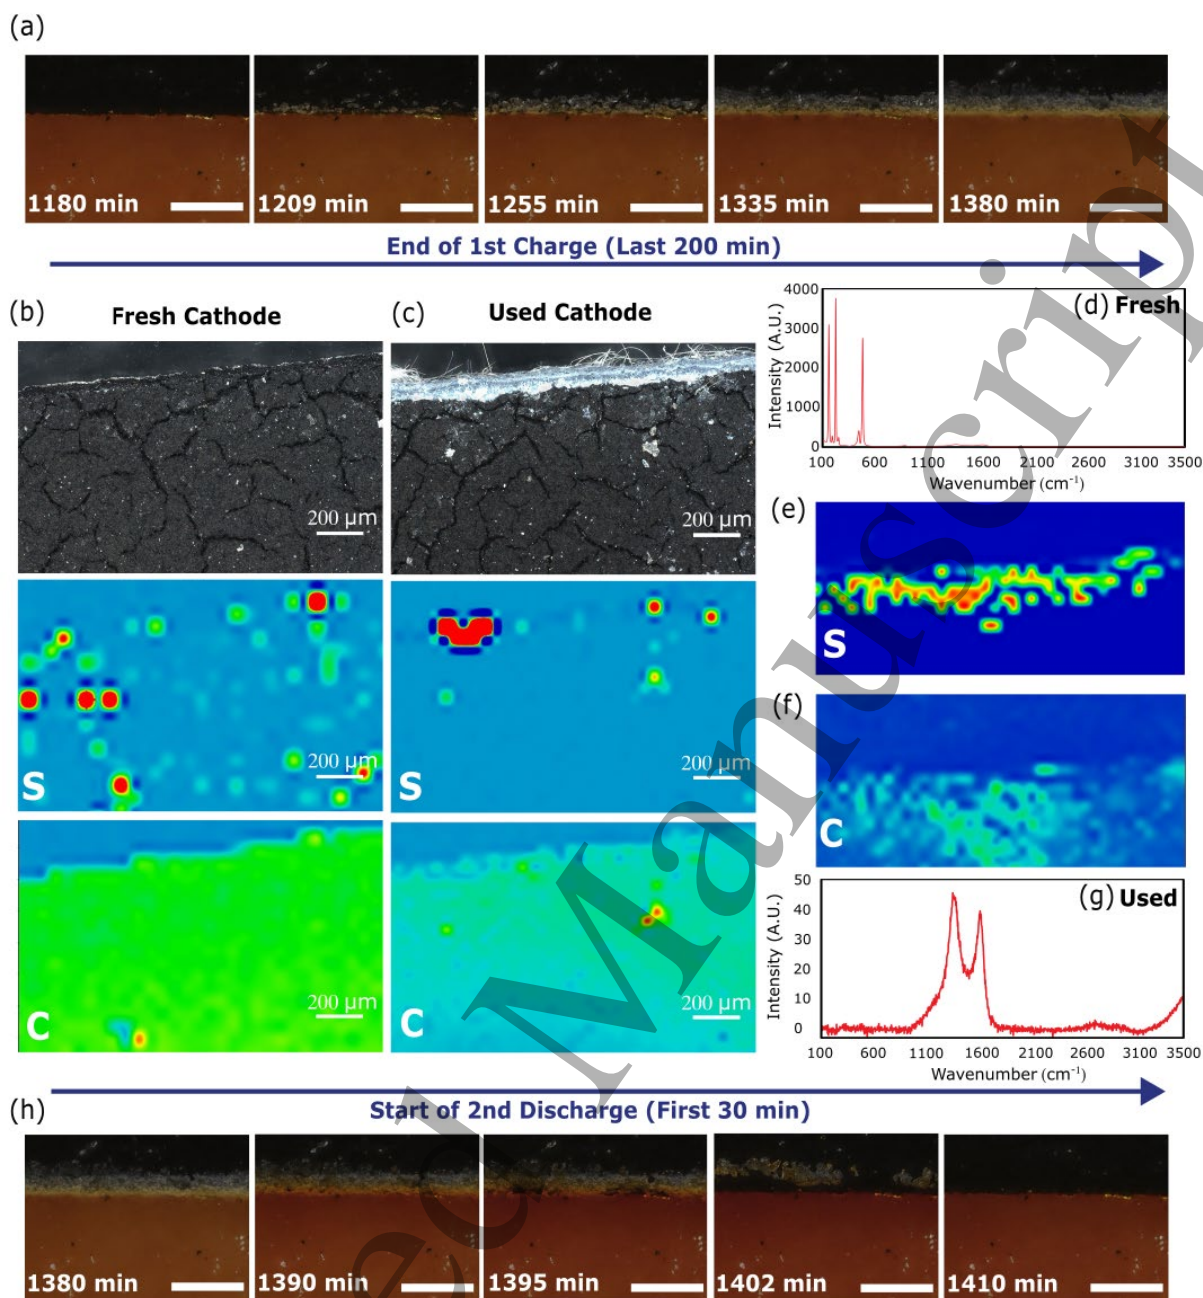 (a)
1180 min
1209 min
1255 min
1335 min
1380 min
End of 1st Charge (Last 200 min)
(b)
Fresh Cathode
200 µm
S
200 µm
C
200 µm
(c)
Used Cathode
200 µm
S
200 µm
C
200 µm
(d) Fresh
Intensity (A.U.)
4000
3000
2000
1000
0
100 600 1100 1600 2100 2600 3100 3500
Wavenumber (cm⁻¹)
(e)
S
(f)
C
(g) Used
Intensity (A.U.)
50
40
30
20
10
0
100 600 1100 1600 2100 2600 3100 3500
Wavenumber (cm⁻¹)
Start of 2nd Discharge (First 30 min)
(h)
1380 min
1390 min
1395 min
1402 min
1410 min
ed Manuscript